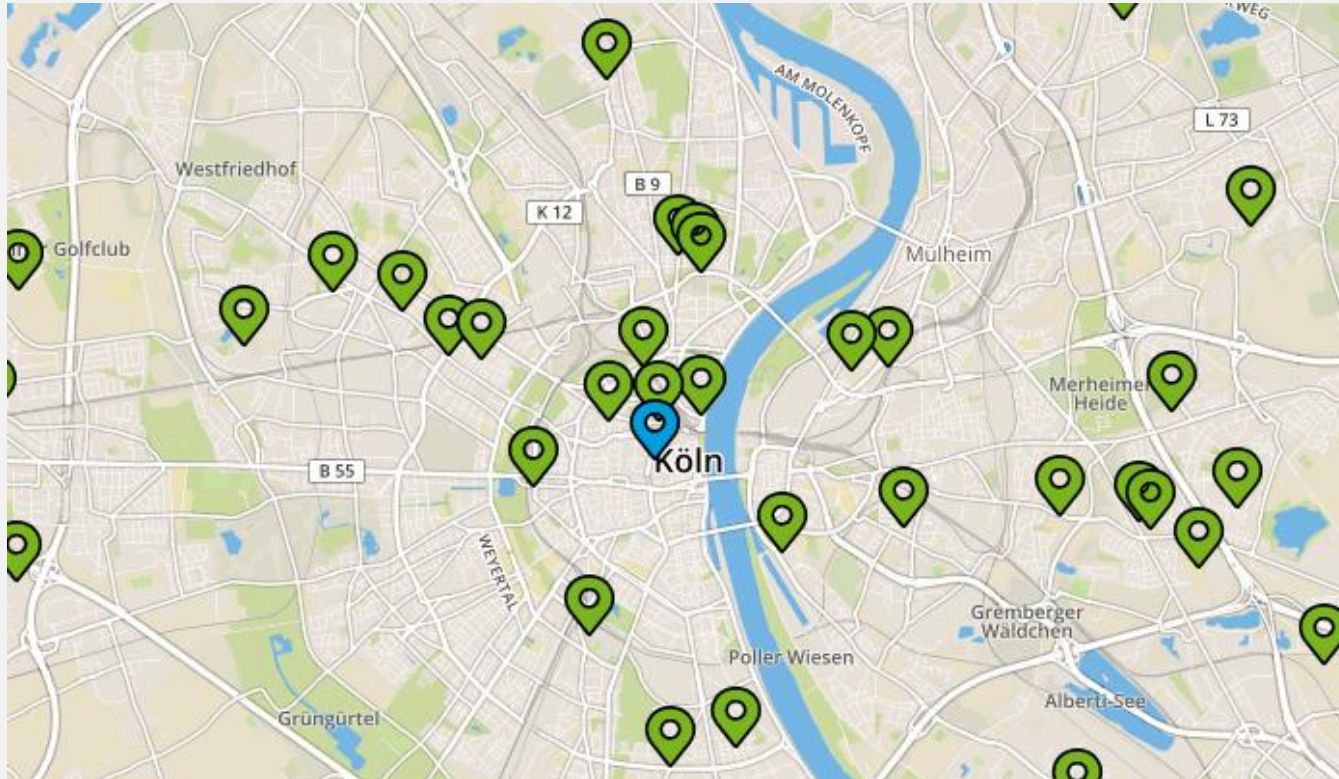 WEG
AM MOLENKOPF
L 73
Westfriedhof
B 9
K 12
Golfclub
Mülheim
Merheimer
Heide
Köln
B 55
WEYERTAL
Gremberger
Wäldchen
Poller Wiesen
Alberti-See
Grüngürtel